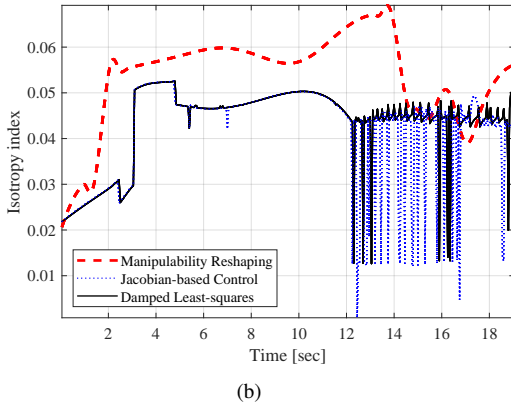 0.06
0.05
0.04
0.03
0.02
0.01
Isotropy index
Manipulability Reshaping
Jacobian-based Control
Damped Least-squares
2 4 6 8 10 12 14 16 18
Time [sec]
(b)